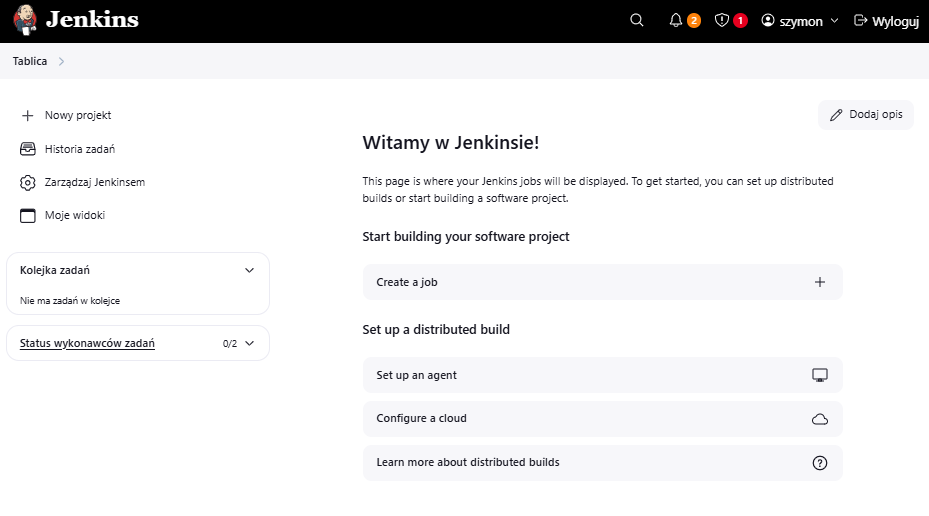 Jenkins
2
1
szymon
Wyloguj
Tablica
Nowy projekt
Historia zadań
Zarządzaj Jenkinsem
Moje widoki
Kolejka zadań
Nie ma zadań w kolejce
Status wykonawców zadań
0/2
Dodaj opis
Witamy w Jenkinsie!
This page is where your Jenkins jobs will be displayed. To get started, you can set up distributed
builds or start building a software project.
Start building your software project
Create a job
Set up a distributed build
Set up an agent
Configure a cloud
Learn more about distributed builds